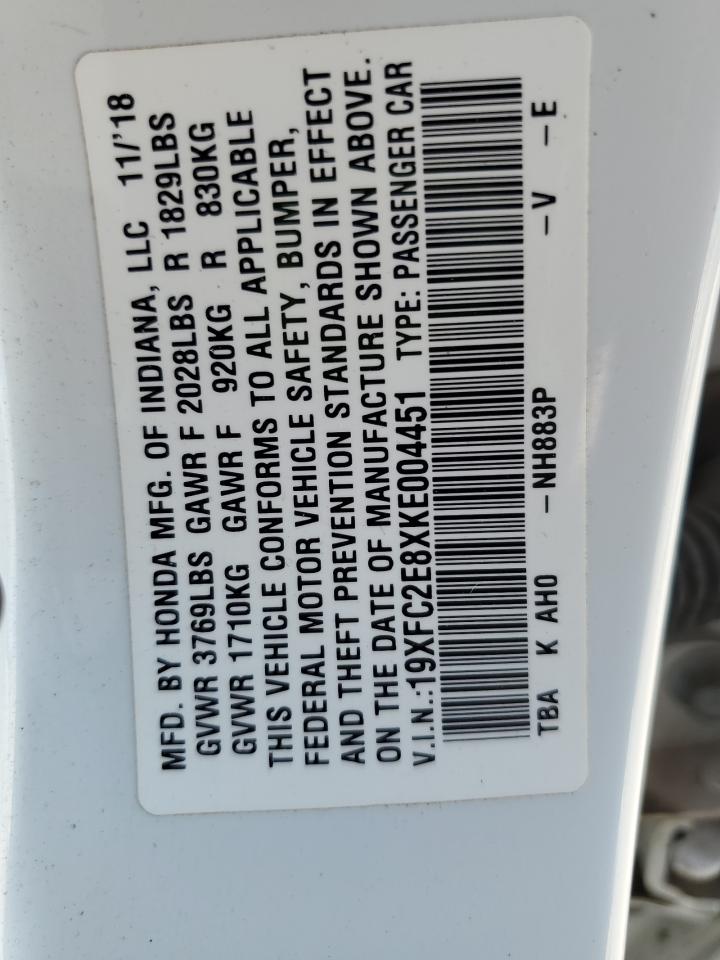 MFD. BY HONDA MFG. OF INDIANA, LLC 11/'18
GVWR 3769LBS GAWR F 2028LBS R 1829LBS
GVWR 1710KG GAWR F 920KG R 830KG
THIS VEHICLE CONFORMS TO ALL APPLICABLE
FEDERAL MOTOR VEHICLE SAFETY, BUMPER,
AND THEFT PREVENTION STANDARDS IN EFFECT
ON THE DATE OF MANUFACTURE SHOWN ABOVE.
V.I.N.:19XFC2E8XKE004451 TYPE: PASSENGER CAR
TBA K AH0 -NH883P -V -E